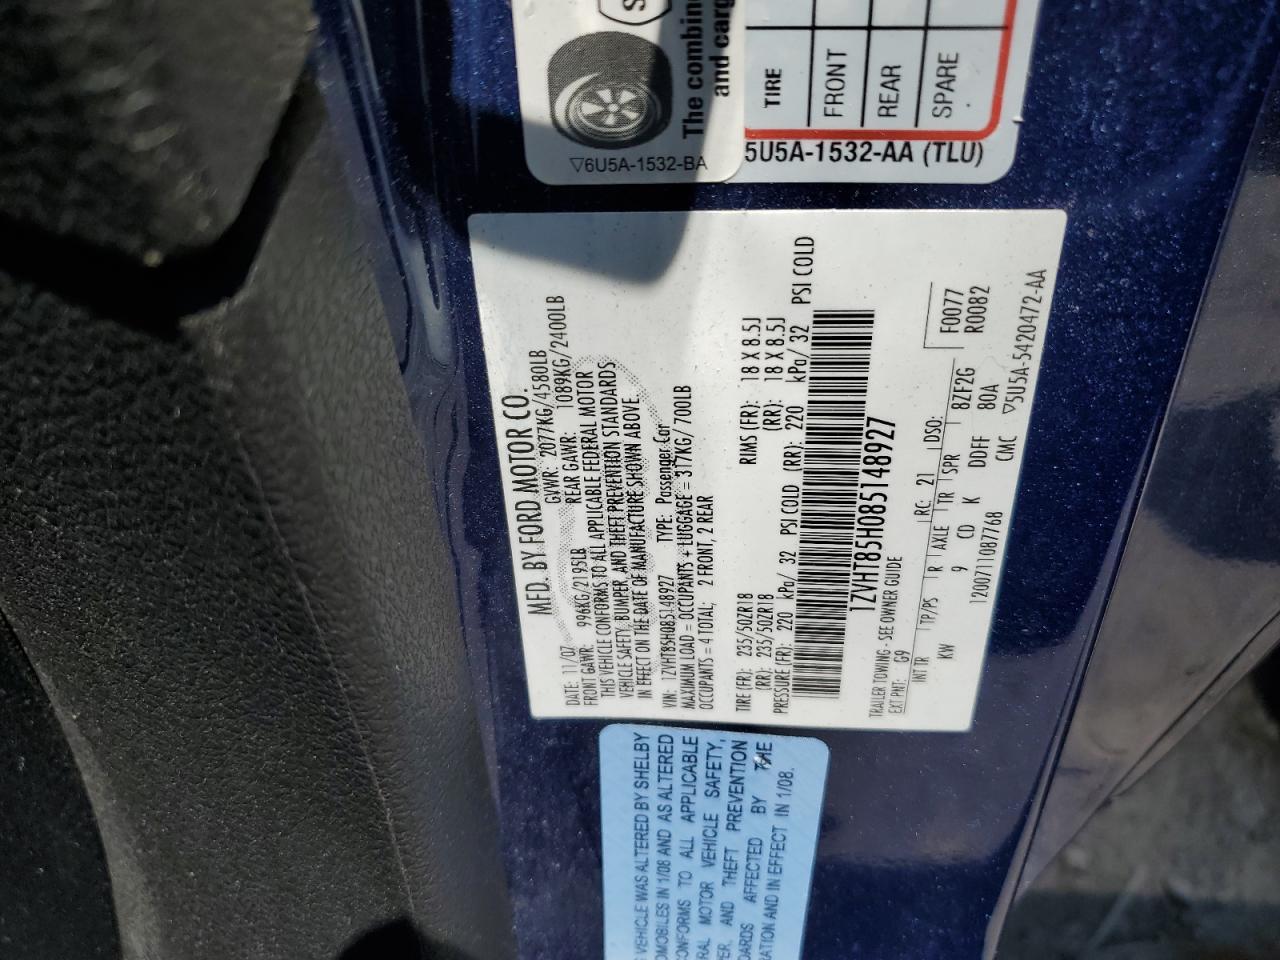 The combine
and carg
▽6U5A-1532-BA
TIRE
FRONT
REAR
SPARE
5U5A-1532-AA (TLU)
MFD. BY FORD MOTOR CO.
DATE: 11/07 GVWR: 2077KG/4580LB
FRONT GAWR: 996KG/2195LB REAR GAWR: 1089KG/2400LB
THIS VEHICLE CONFORMS TO ALL APPLICABLE FEDERAL MOTOR
VEHICLE SAFETY, BUMPER, AND THEFT PREVENTION STANDARDS
IN EFFECT ON THE DATE OF MANUFACTURE SHOWN ABOVE.
VIN: 1ZVHT85H085148927 TYPE: Passenger Car
MAXIMUM LOAD = OCCUPANTS + LUGGAGE = 317KG/700LB
OCCUPANTS = 4 TOTAL; 2 FRONT, 2 REAR
TIRE (FR): 235/50ZR18 RIMS (FR): 18 X 8.5J
(RR): 235/50ZR18 (RR): 18 X 8.5J
PRESSURE (FR): 220 kPa/ 32 PSI COLD (RR): 220 kPa/ 32 PSI COLD
1ZVHT85H085148927
TRAILER TOWING - SEE OWNER GUIDE
EXT PNT: G9 RC: 21 DSO: F0077
INT TR TP/PS R AXLE TR SPR R0082
KW 9 CD K 8ZF2G
DDFF 80A
12007111087768 CMC ▽5U5A-5420472-AA
VEHICLE WAS ALTERED BY SHELBY
OMOBILES IN 1/08 AND AS ALTERED
ONFORMS TO ALL APPLICABLE
RAL MOTOR VEHICLE SAFETY,
ER, AND THEFT PREVENTION
DARDS AFFECTED BY THE
RATION AND IN EFFECT IN 1/08.